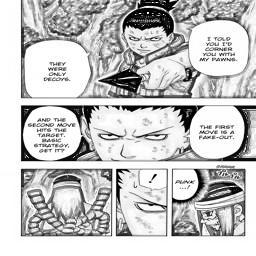 I TOLD
YOU I'D
CORNER
YOU WITH
MY PAWNS.
THEY
WERE
ONLY
DECOYS.
THE FIRST
MOVE IS A
FAKE-OUT.
AND THE
SECOND MOVE
HITS THE
TARGET.
BASIC
STRATEGY,
GET IT?
!
PUNK
...!